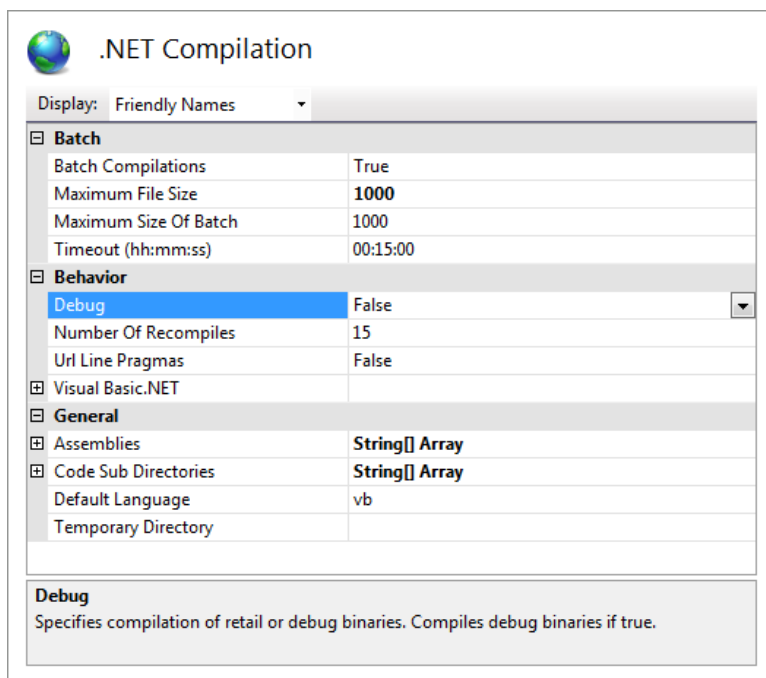 .NET Compilation
Display: Friendly Names
Batch
Batch Compilations True
Maximum File Size 1000
Maximum Size Of Batch 1000
Timeout (hh:mm:ss) 00:15:00
Behavior
Debug False
Number Of Recompiles 15
Url Line Pragmas False
Visual Basic.NET
General
Assemblies String[] Array
Code Sub Directories String[] Array
Default Language vb
Temporary Directory
Debug
Specifies compilation of retail or debug binaries. Compiles debug binaries if true.